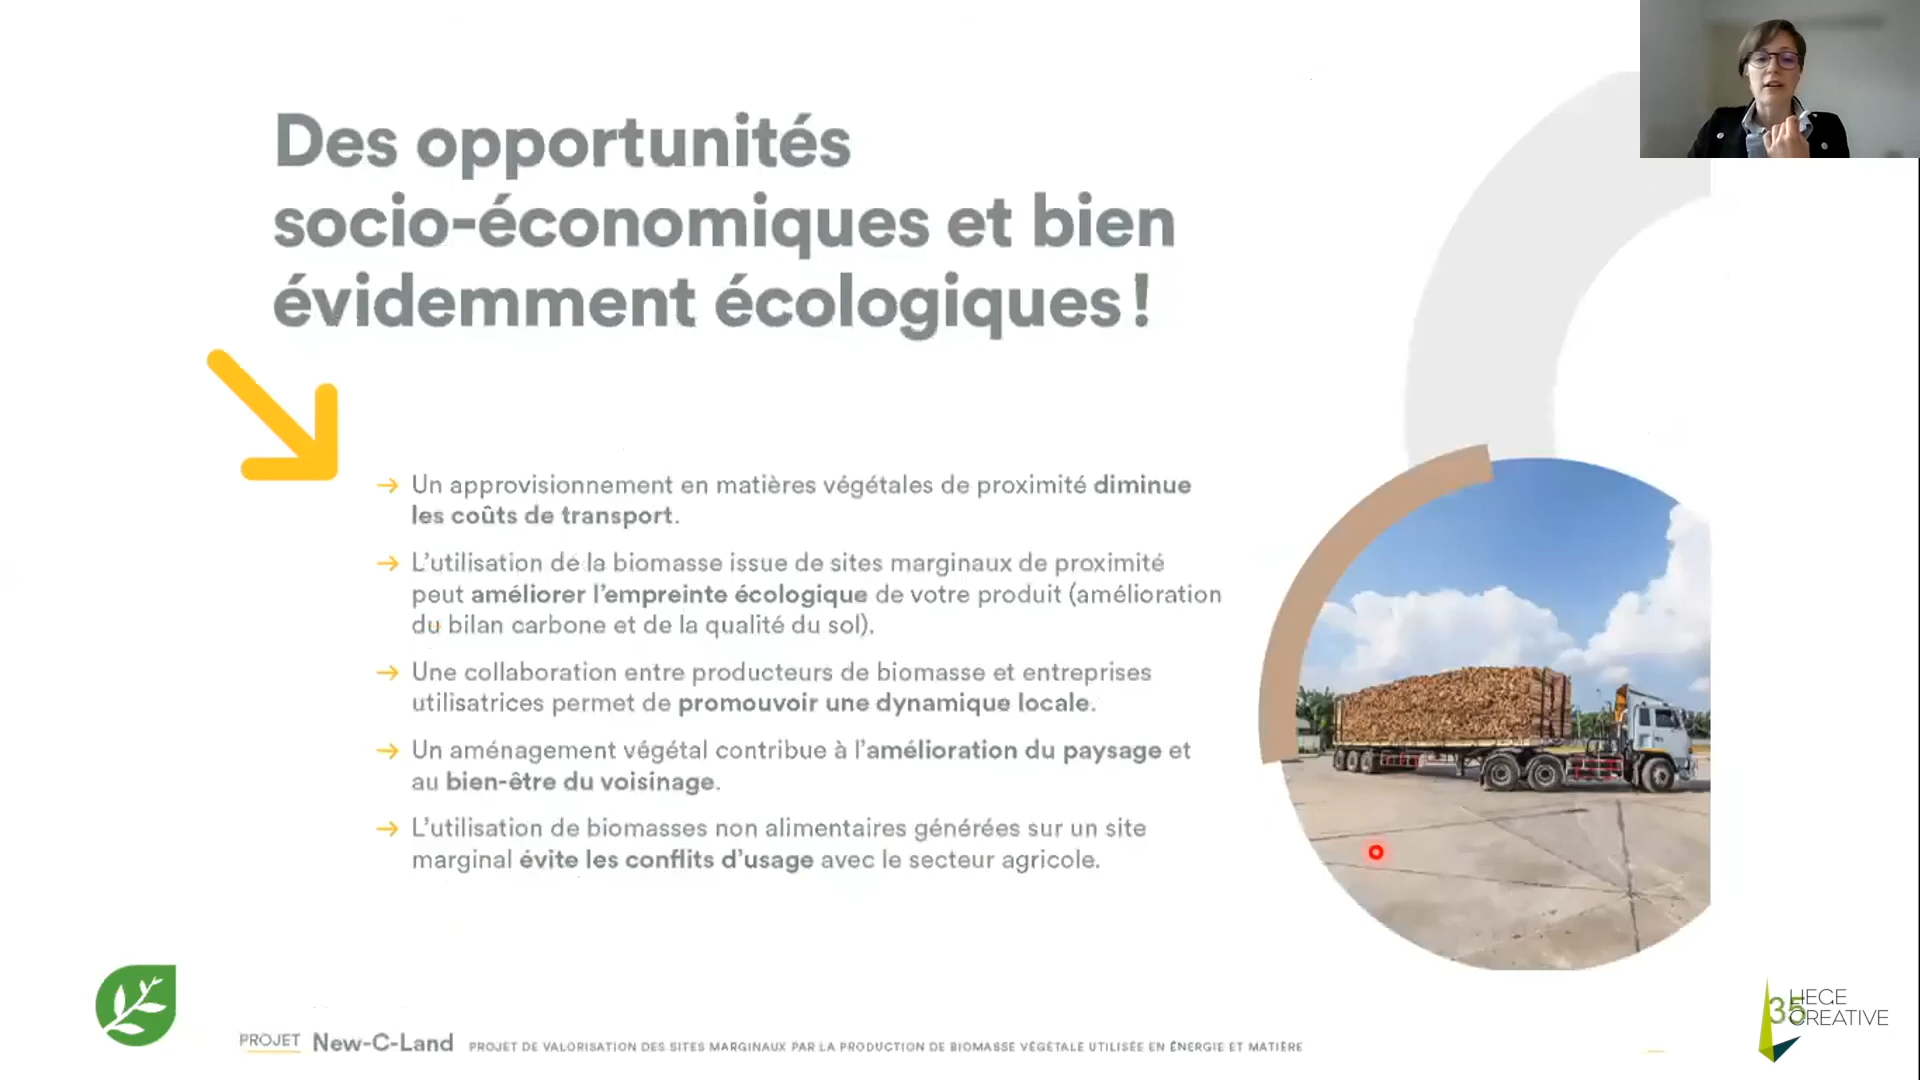 Des opportunités
socio-économiques et bien
évidemment écologiques !
Un approvisionnement en matières végétales de proximité diminue
les coûts de transport.
L'utilisation de la biomasse issue de sites marginaux de proximité
peut améliorer l'empreinte écologique de votre produit (amélioration
du bilan carbone et de la qualité du sol).
Une collaboration entre producteurs de biomasse et entreprises
utilisatrices permet de promouvoir une dynamique locale.
Un aménagement végétal contribue à l'amélioration du paysage et
au bien-être du voisinage.
L'utilisation de biomasses non alimentaires générées sur un site
marginal évite les conflits d'usage avec le secteur agricole.
PROJET New-C-Land PROJET DE VALORISATION DES SITES MARGINAUX PAR LA PRODUCTION DE BIOMASSE VÉGÉTALE UTILISÉE EN ÉNERGIE ET MATIÈRE
35
LIEGE
CREATIVE